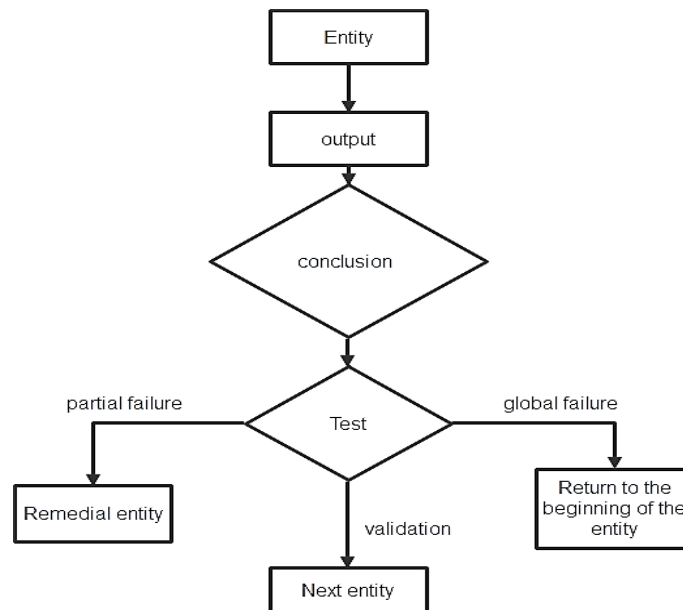 Entity
output
conclusion
partial failure
Test
global failure
Remedial entity
Return to the
beginning of the
entity
validation
Next entity